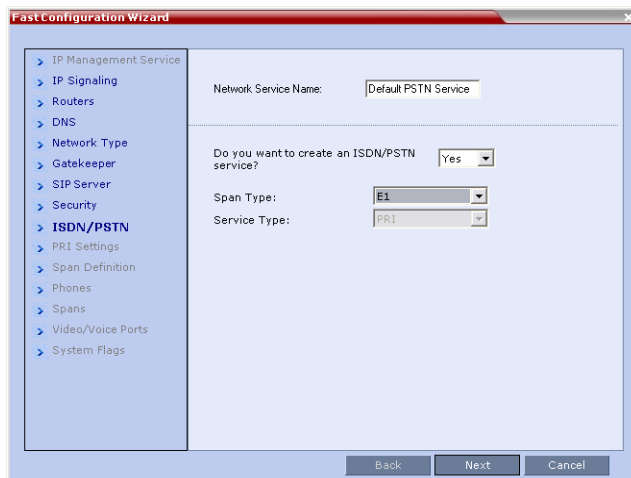 Fast Configuration Wizard
x
IP Management Service
IP Signaling
Routers
DNS
Network Type
Gatekeeper
SIP Server
Security
ISDN/PSTN
PRI Settings
Span Definition
Phones
Spans
Video/Voice Ports
System Flags
Network Service Name: Default PSTN Service
Do you want to create an ISDN/PSTN
service? Yes
Span Type: E1
Service Type: PRI
Back Next Cancel